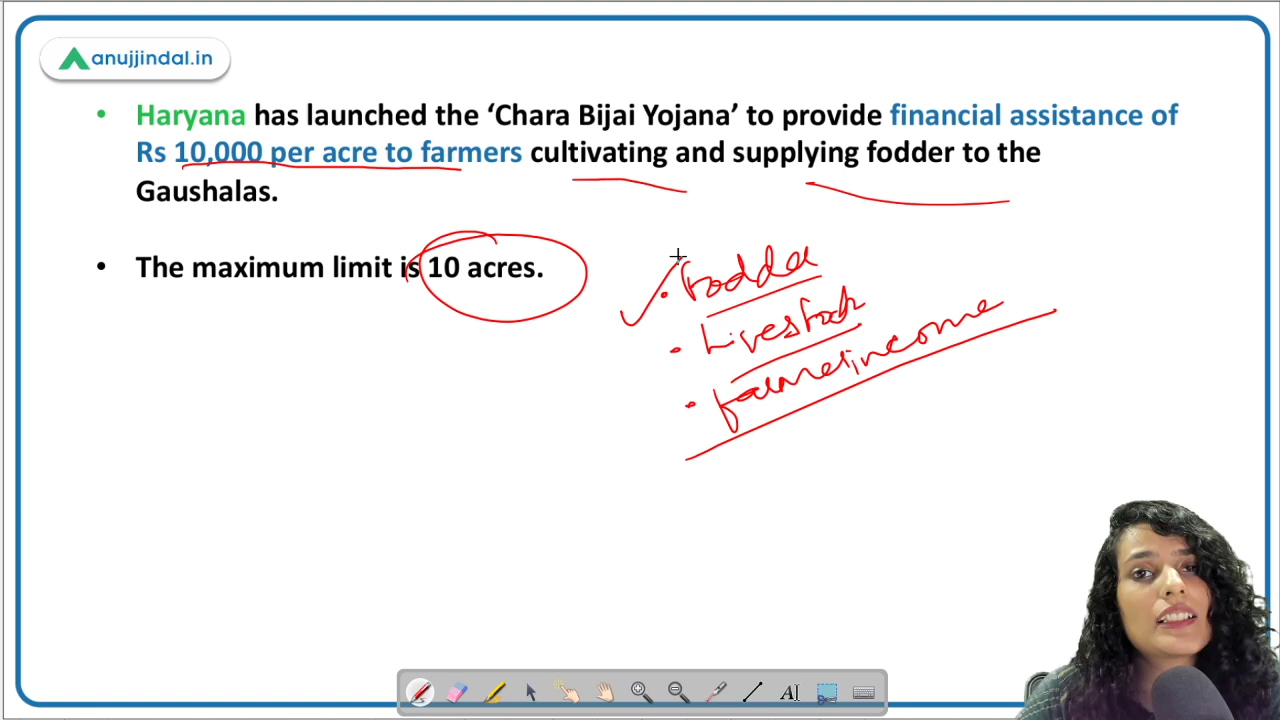 anujjindal.in
• Haryana has launched the ‘Chara Bijai Yojana’ to provide financial assistance of
Rs 10,000 per acre to farmers cultivating and supplying fodder to the
Gaushalas.
• The maximum limit is 10 acres.
• Fodder
• Livestock
• farmer income
AI